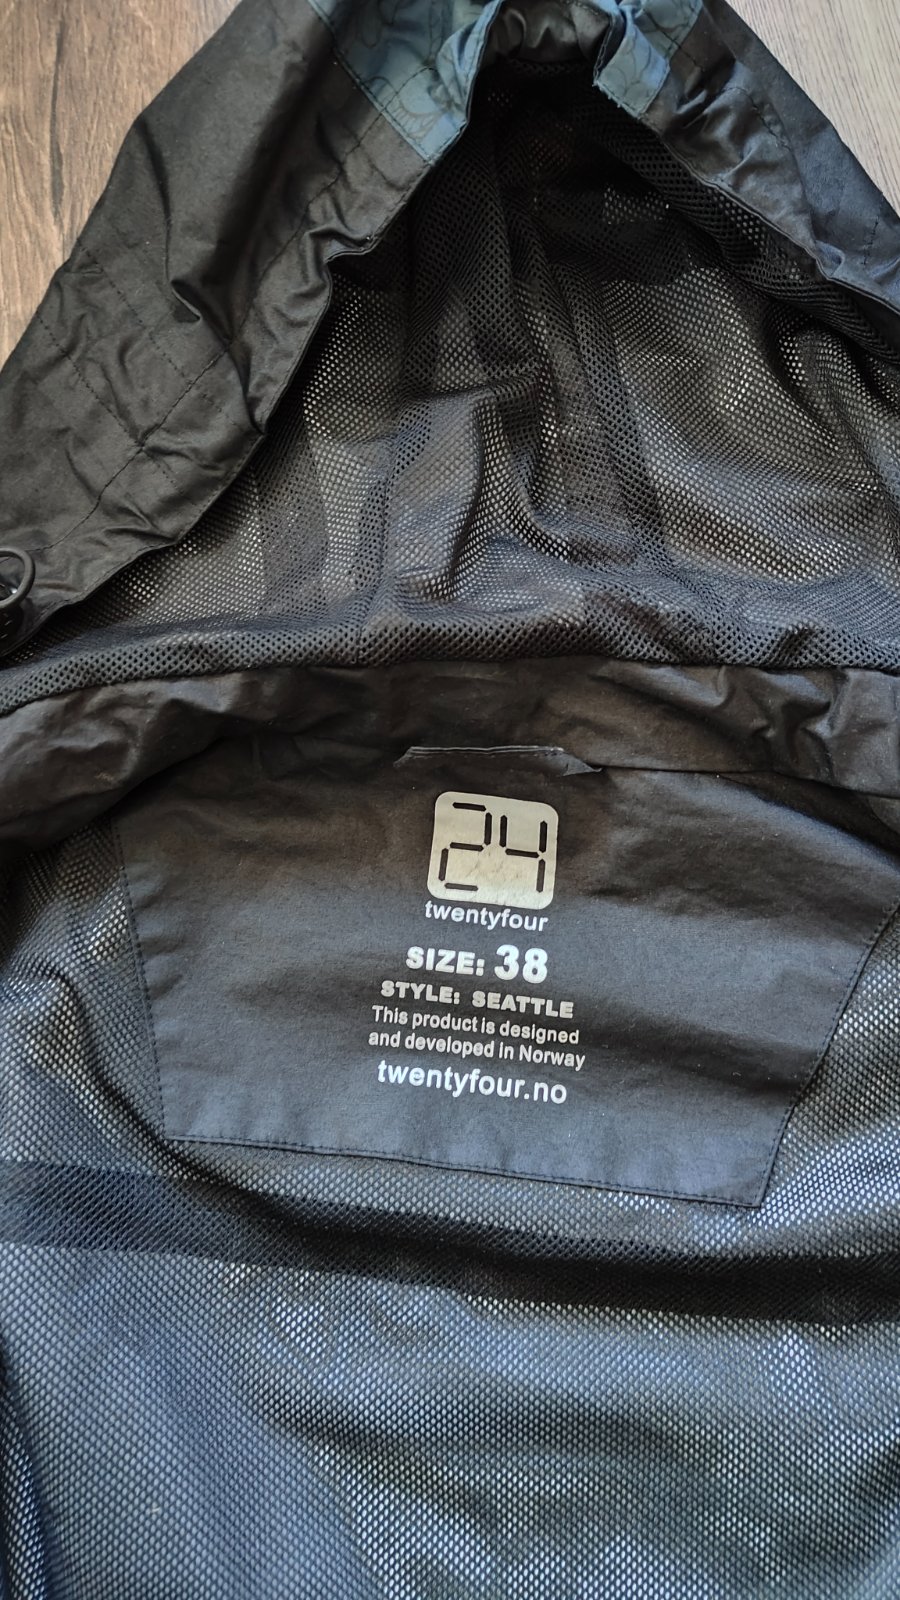 24
twentyfour
SIZE: 38
STYLE: SEATTLE
This product is designed
and developed in Norway
twentyfour.no